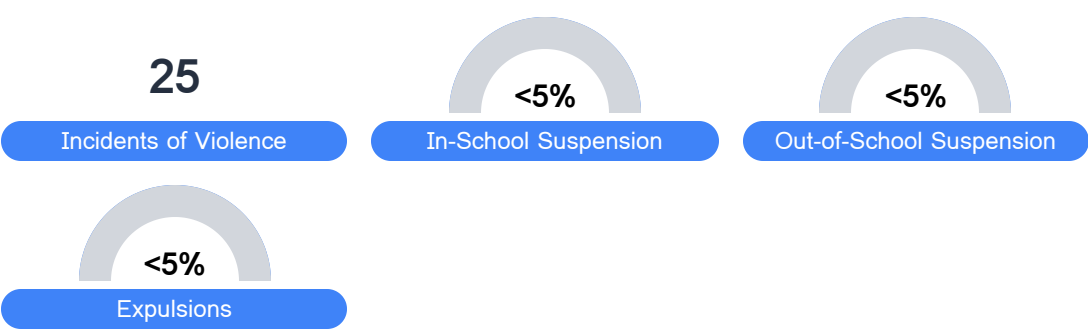 25
Incidents of Violence
<5%
In-School Suspension
<5%
Out-of-School Suspension
<5%
Expulsions